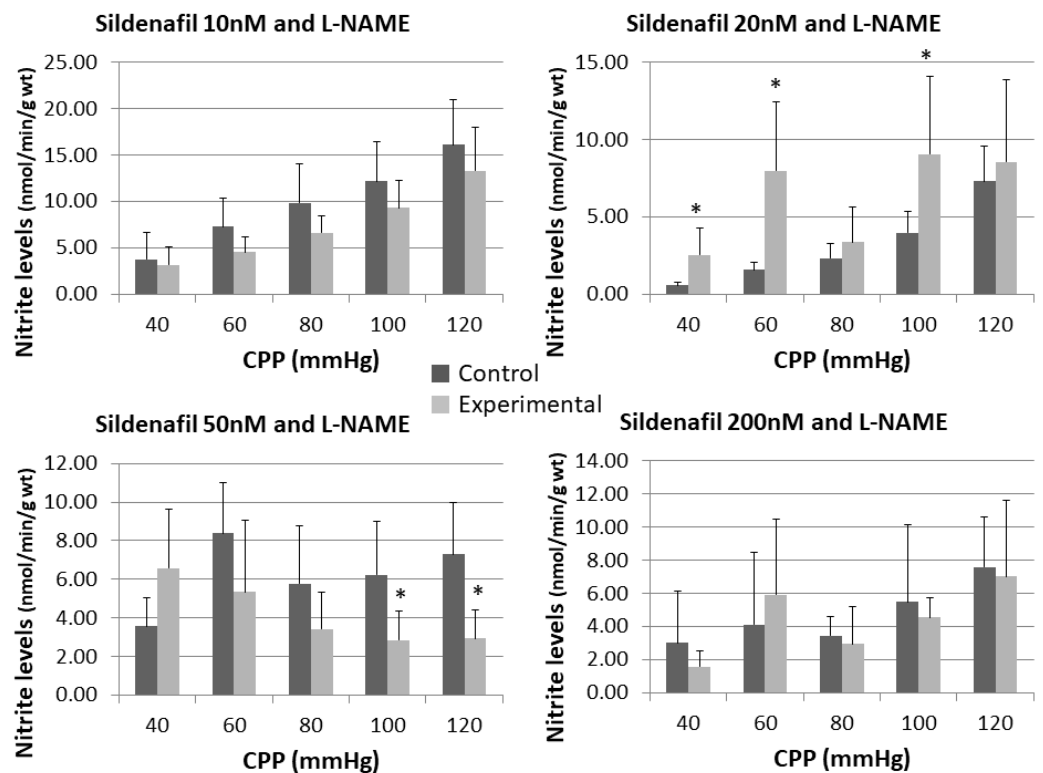 Sildenafil 10nM and L-NAME
Nitrite levels (nmol/min/g wt)
25.00
20.00
15.00
10.00
5.00
0.00
40 60 80 100 120
CPP (mmHg)
Sildenafil 20nM and L-NAME
Nitrite levels (nmol/min/g wt)
15.00
10.00
5.00
0.00
* * *
40 60 80 100 120
CPP (mmHg)
Control
Experimental
Sildenafil 50nM and L-NAME
Nitrite levels (nmol/min/g wt)
12.00
10.00
8.00
6.00
4.00
2.00
0.00
* *
40 60 80 100 120
CPP (mmHg)
Sildenafil 200nM and L-NAME
Nitrite levels (nmol/min/g wt)
14.00
12.00
10.00
8.00
6.00
4.00
2.00
0.00
40 60 80 100 120
CPP (mmHg)